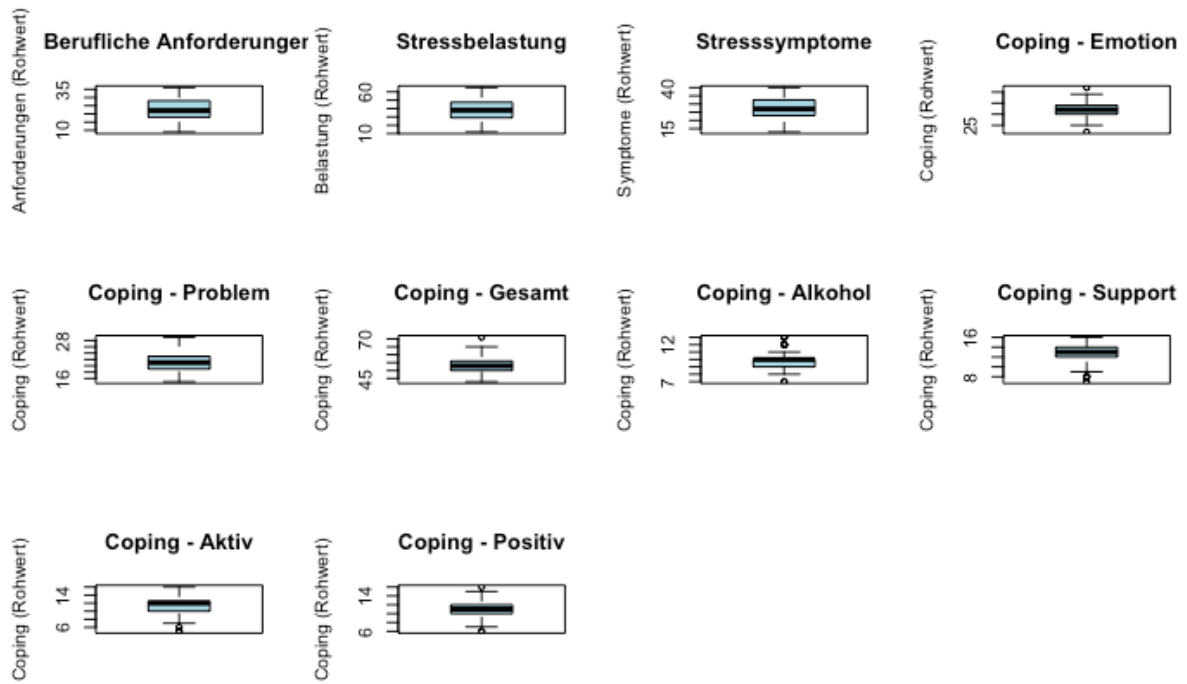 Berufliche Anforderunger
Anforderungen (Rohwert)
35
10
Stressbelastung
Belastung (Rohwert)
60
10
Stresssymptome
Symptome (Rohwert)
40
15
Coping - Emotion
Coping (Rohwert)
25
Coping - Problem
Coping (Rohwert)
28
16
Coping - Gesamt
Coping (Rohwert)
70
45
Coping - Alkohol
Coping (Rohwert)
12
7
Coping - Support
Coping (Rohwert)
16
8
Coping - Aktiv
Coping (Rohwert)
14
6
Coping - Positiv
Coping (Rohwert)
14
6